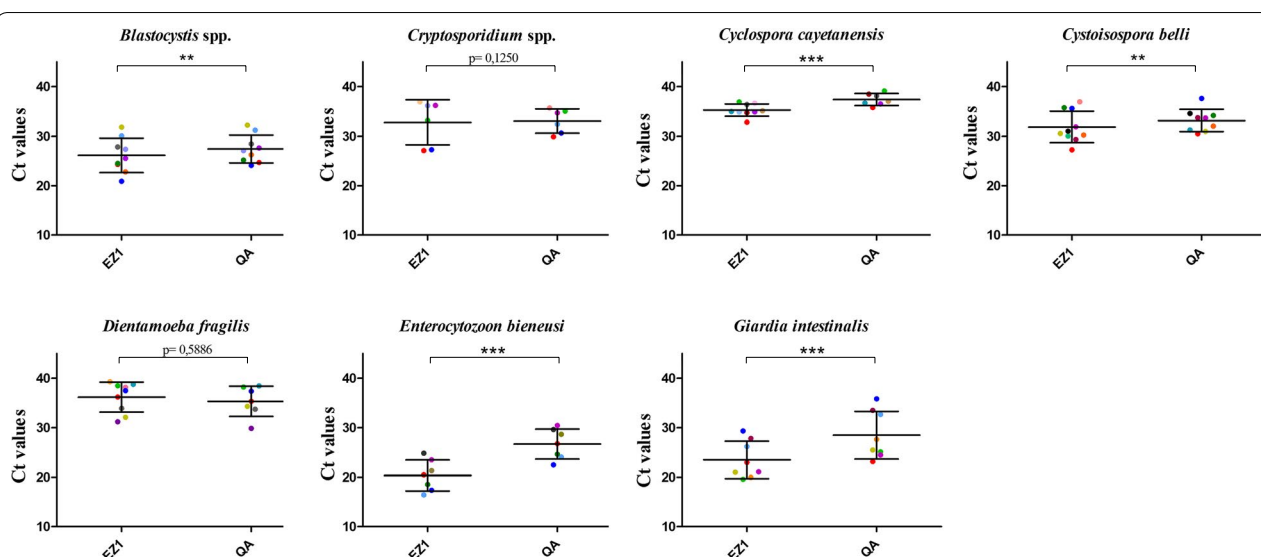 Blastocystis spp.
Cryptosporidium spp.
Cyclospora cayetanensis
Cystoisospora belli
**
p= 0,1250
***
**
Ct values
40
30
20
10
EZ1
QA
Ct values
40
30
20
10
EZ1
QA
Ct values
40
30
20
10
EZ1
QA
Ct values
40
30
20
10
EZ1
QA
Dientamoeba fragilis
Enterocytozoon bieneusi
Giardia intestinalis
p= 0,5886
***
***
Ct values
40
30
20
10
EZ1
QA
Ct values
40
30
20
10
EZ1
QA
Ct values
40
30
20
10
EZ1
QA